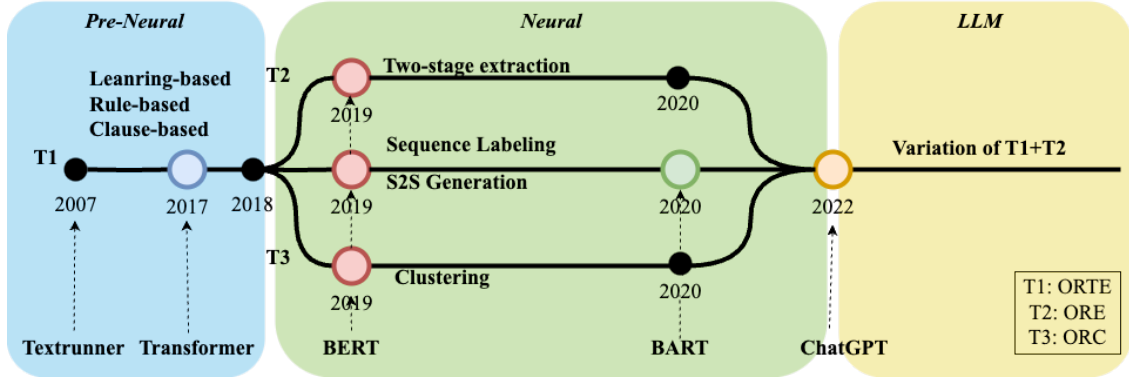 Pre-Neural
Neural
LLM
Leanring-based
Rule-based
Clause-based
T1
2007
2017
2018
T2
Two-stage extraction
2019
2020
Sequence Labeling
S2S Generation
2019
2020
T3
Clustering
2019
2020
2022
Variation of T1+T2
Textrunner
Transformer
BERT
BART
ChatGPT
T1: ORTE
T2: ORE
T3: ORC